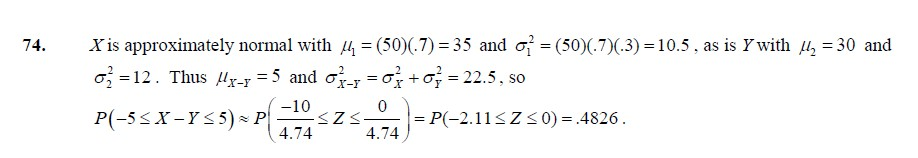 74. X is approximately normal with μ₁ = (50)(.7) = 35 and σ₁² = (50)(.7)(.3) = 10.5 , as is Y with μ₂ = 30 and
σ₂² = 12 . Thus μ_{X−Y} = 5 and σ²_{X−Y} = σ²_X + σ²_Y = 22.5 , so
P(−5 ≤ X − Y ≤ 5) ≈ P(−10/4.74 ≤ Z ≤ 0/4.74) = P(−2.11 ≤ Z ≤ 0) = .4826 .